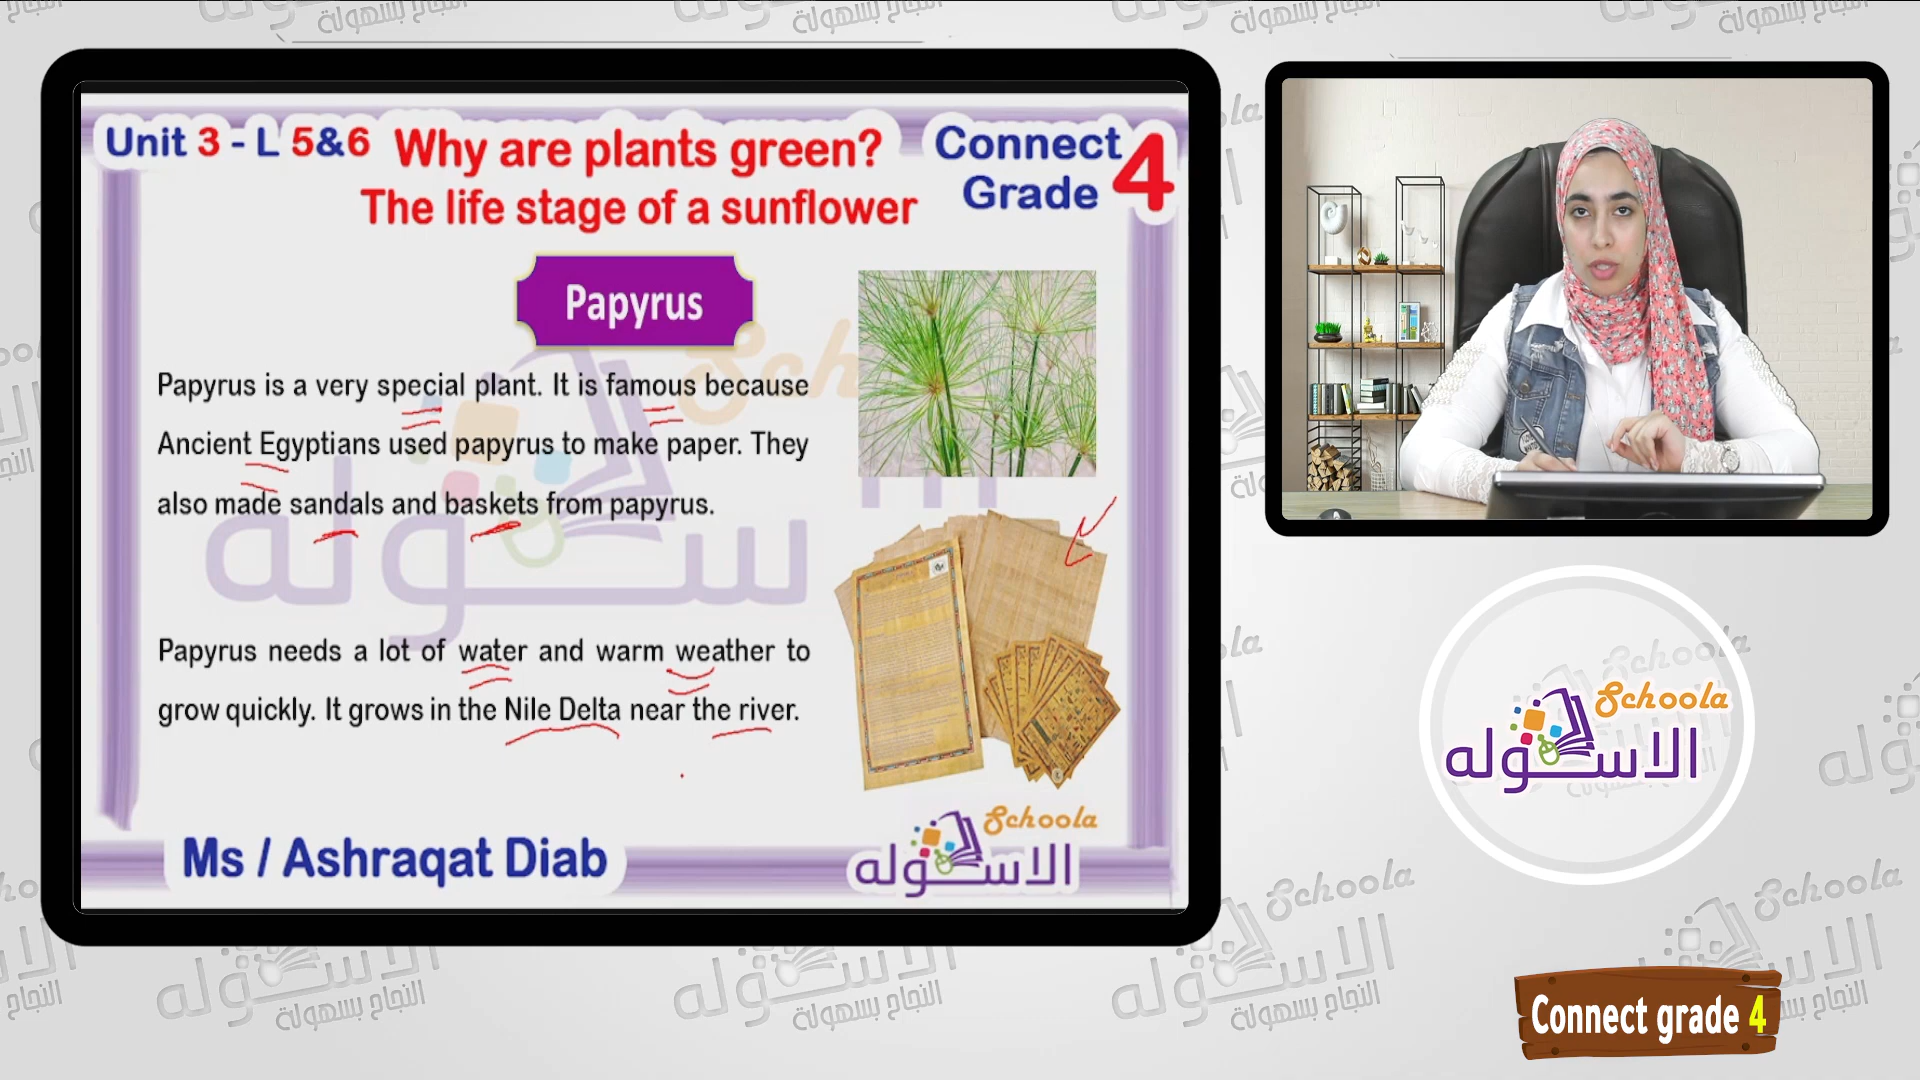 Unit 3 - L 5&6
Why are plants green?
The life stage of a sunflower
Connect
Grade 4
Papyrus
Papyrus is a very special plant. It is famous because
Ancient Egyptians used papyrus to make paper. They
also made sandals and baskets from papyrus.
Papyrus needs a lot of water and warm weather to
grow quickly. It grows in the Nile Delta near the river.
Ms / Ashraqat Diab
Schoola
الاسكوله
Schoola
الاسكوله
Connect grade 4
النجاح بسهولة